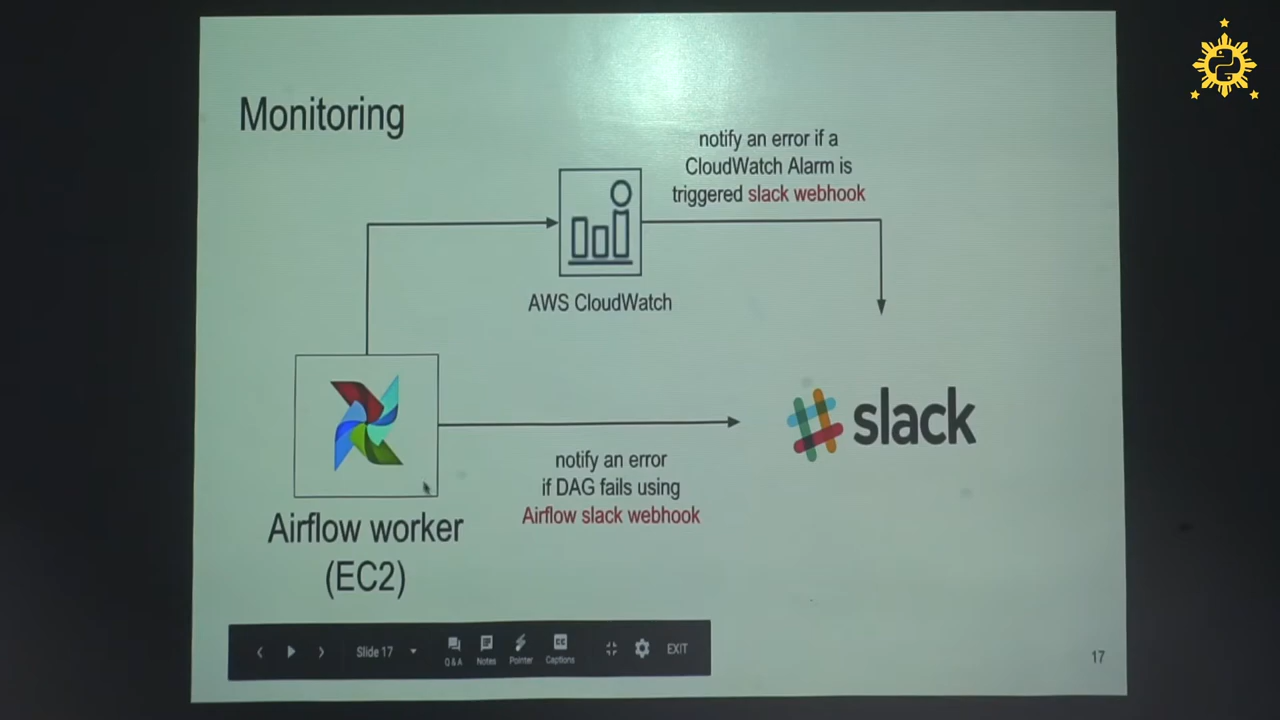 Monitoring
notify an error if a
CloudWatch Alarm is
triggered slack webhook
AWS CloudWatch
slack
notify an error
if DAG fails using
Airflow slack webhook
Airflow worker
(EC2)
Slide 17
Q & A
Notes
Pointer
CC
Captions
EXIT
17